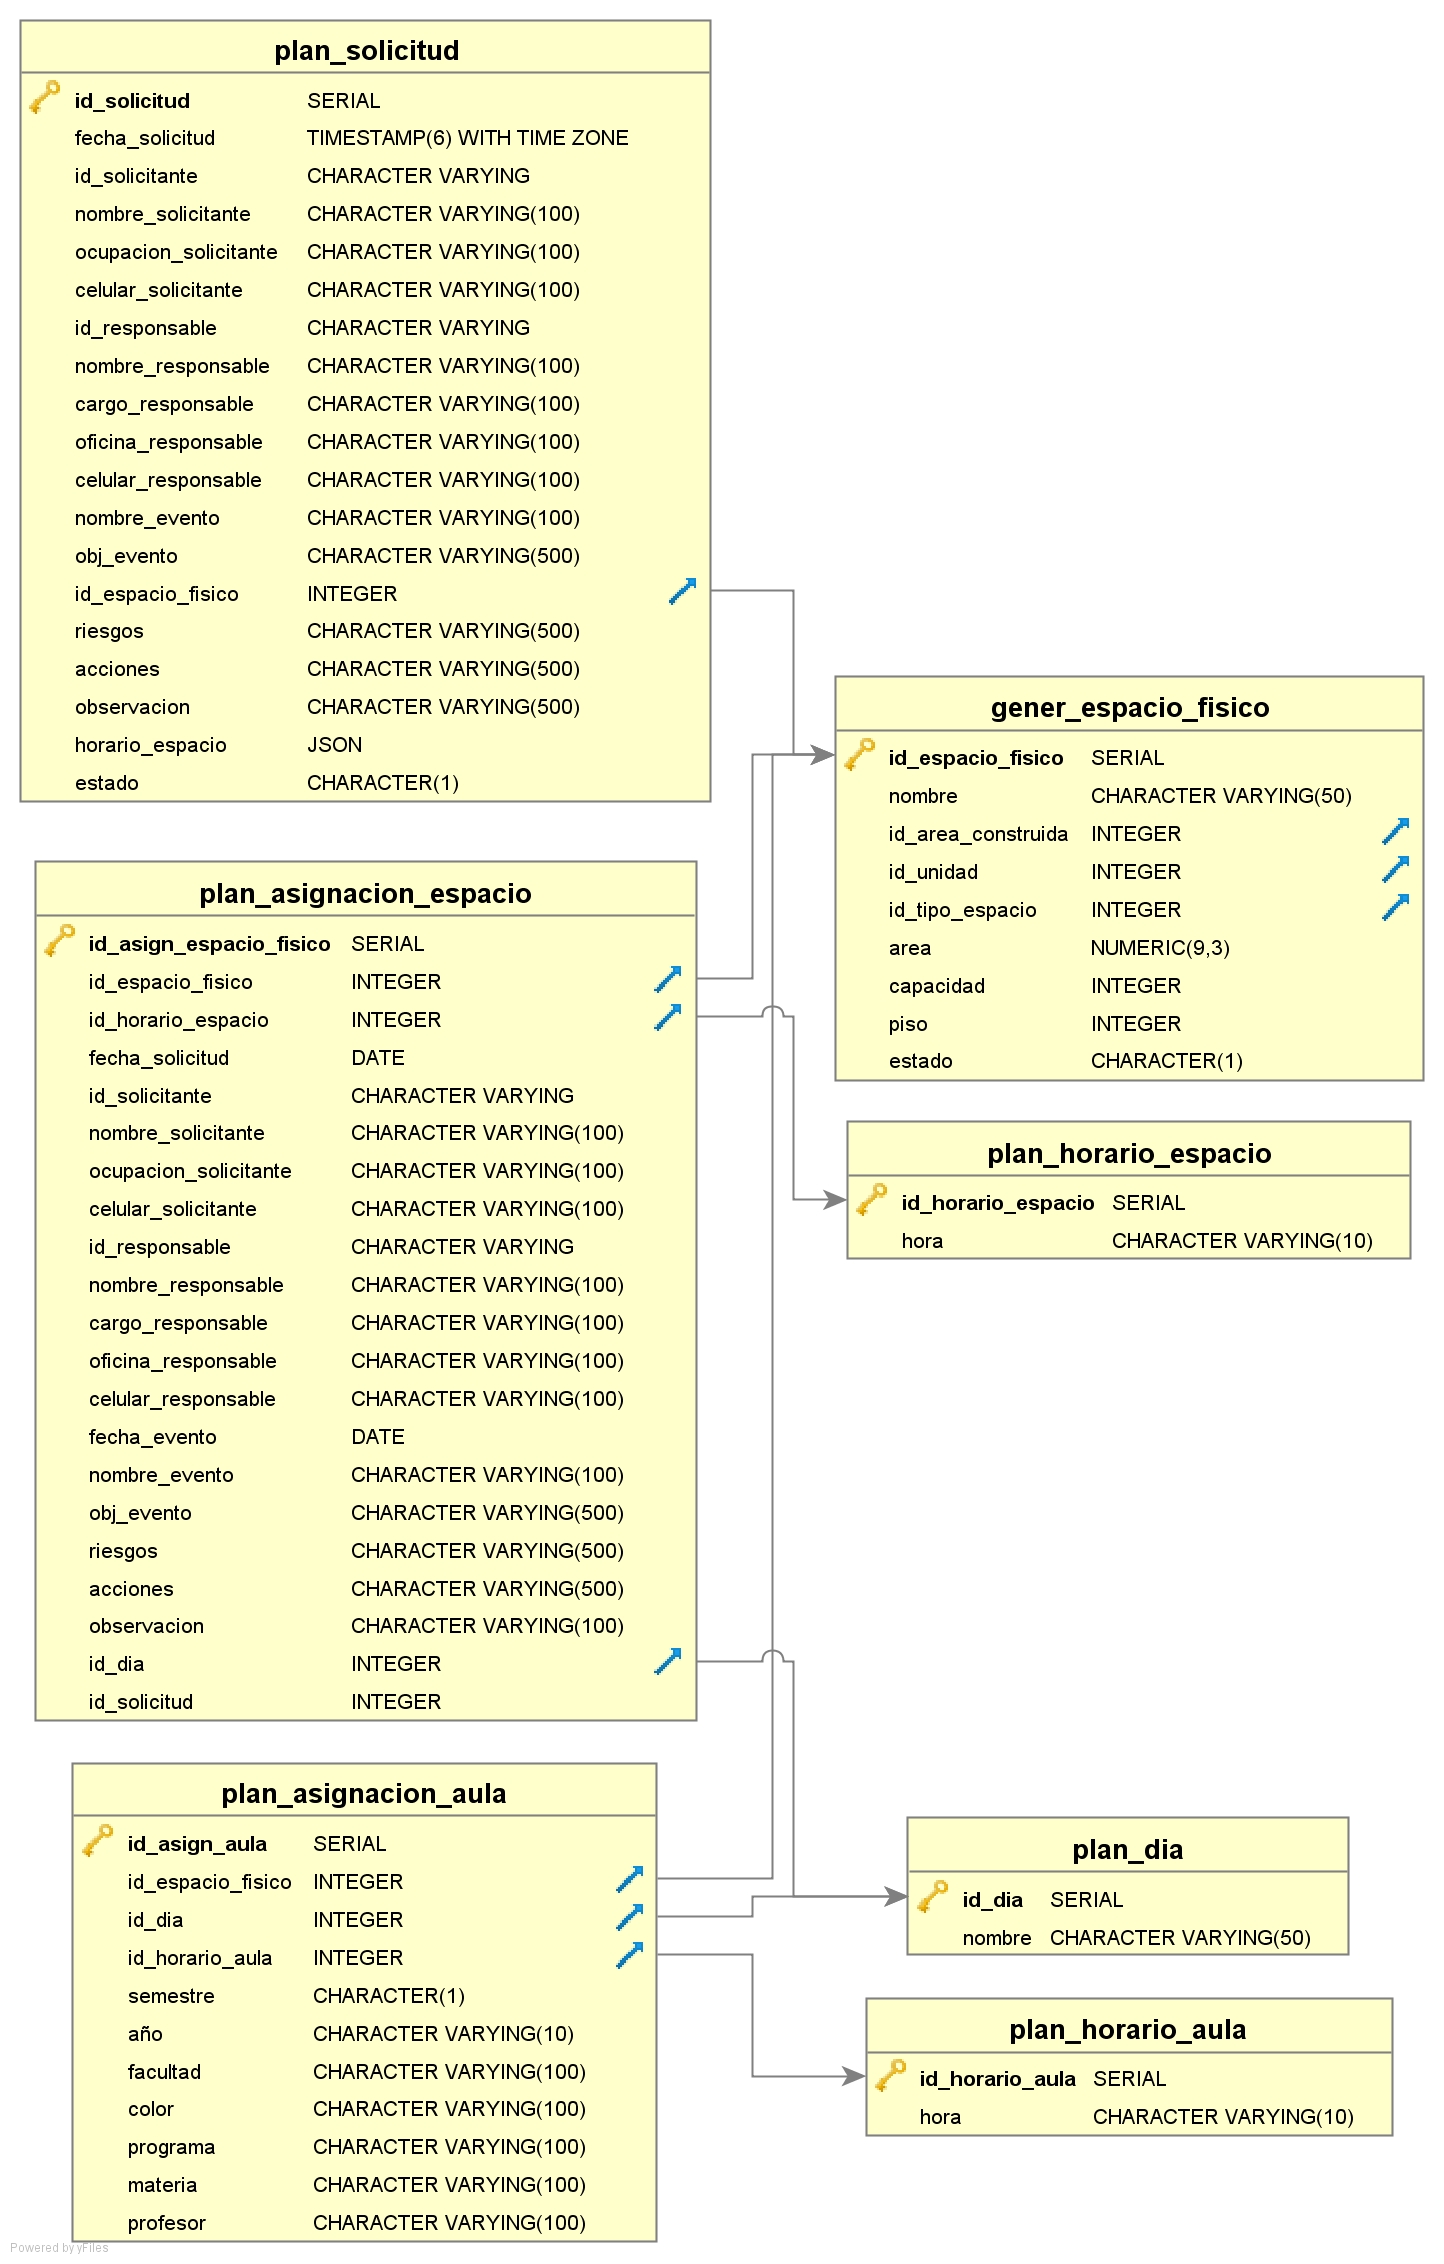 plan_solicitud
id_solicitud SERIAL
fecha_solicitud TIMESTAMP(6) WITH TIME ZONE
id_solicitante CHARACTER VARYING
nombre_solicitante CHARACTER VARYING(100)
ocupacion_solicitante CHARACTER VARYING(100)
celular_solicitante CHARACTER VARYING(100)
id_responsable CHARACTER VARYING
nombre_responsable CHARACTER VARYING(100)
cargo_responsable CHARACTER VARYING(100)
oficina_responsable CHARACTER VARYING(100)
celular_responsable CHARACTER VARYING(100)
nombre_evento CHARACTER VARYING(100)
obj_evento CHARACTER VARYING(500)
id_espacio_fisico INTEGER
riesgos CHARACTER VARYING(500)
acciones CHARACTER VARYING(500)
observacion CHARACTER VARYING(500)
horario_espacio JSON
estado CHARACTER(1)
gener_espacio_fisico
id_espacio_fisico SERIAL
nombre CHARACTER VARYING(50)
id_area_construida INTEGER
id_unidad INTEGER
id_tipo_espacio INTEGER
area NUMERIC(9,3)
capacidad INTEGER
piso INTEGER
estado CHARACTER(1)
plan_asignacion_espacio
id_asign_espacio_fisico SERIAL
id_espacio_fisico INTEGER
id_horario_espacio INTEGER
fecha_solicitud DATE
id_solicitante CHARACTER VARYING
nombre_solicitante CHARACTER VARYING(100)
ocupacion_solicitante CHARACTER VARYING(100)
celular_solicitante CHARACTER VARYING(100)
id_responsable CHARACTER VARYING
nombre_responsable CHARACTER VARYING(100)
cargo_responsable CHARACTER VARYING(100)
oficina_responsable CHARACTER VARYING(100)
celular_responsable CHARACTER VARYING(100)
fecha_evento DATE
nombre_evento CHARACTER VARYING(100)
obj_evento CHARACTER VARYING(500)
riesgos CHARACTER VARYING(500)
acciones CHARACTER VARYING(500)
observacion CHARACTER VARYING(100)
id_dia INTEGER
id_solicitud INTEGER
plan_horario_espacio
id_horario_espacio SERIAL
hora CHARACTER VARYING(10)
plan_asignacion_aula
id_asign_aula SERIAL
id_espacio_fisico INTEGER
id_dia INTEGER
id_horario_aula INTEGER
semestre CHARACTER(1)
año CHARACTER VARYING(10)
facultad CHARACTER VARYING(100)
color CHARACTER VARYING(100)
programa CHARACTER VARYING(100)
materia CHARACTER VARYING(100)
profesor CHARACTER VARYING(100)
plan_dia
id_dia SERIAL
nombre CHARACTER VARYING(50)
plan_horario_aula
id_horario_aula SERIAL
hora CHARACTER VARYING(10)
Powered by yFiles